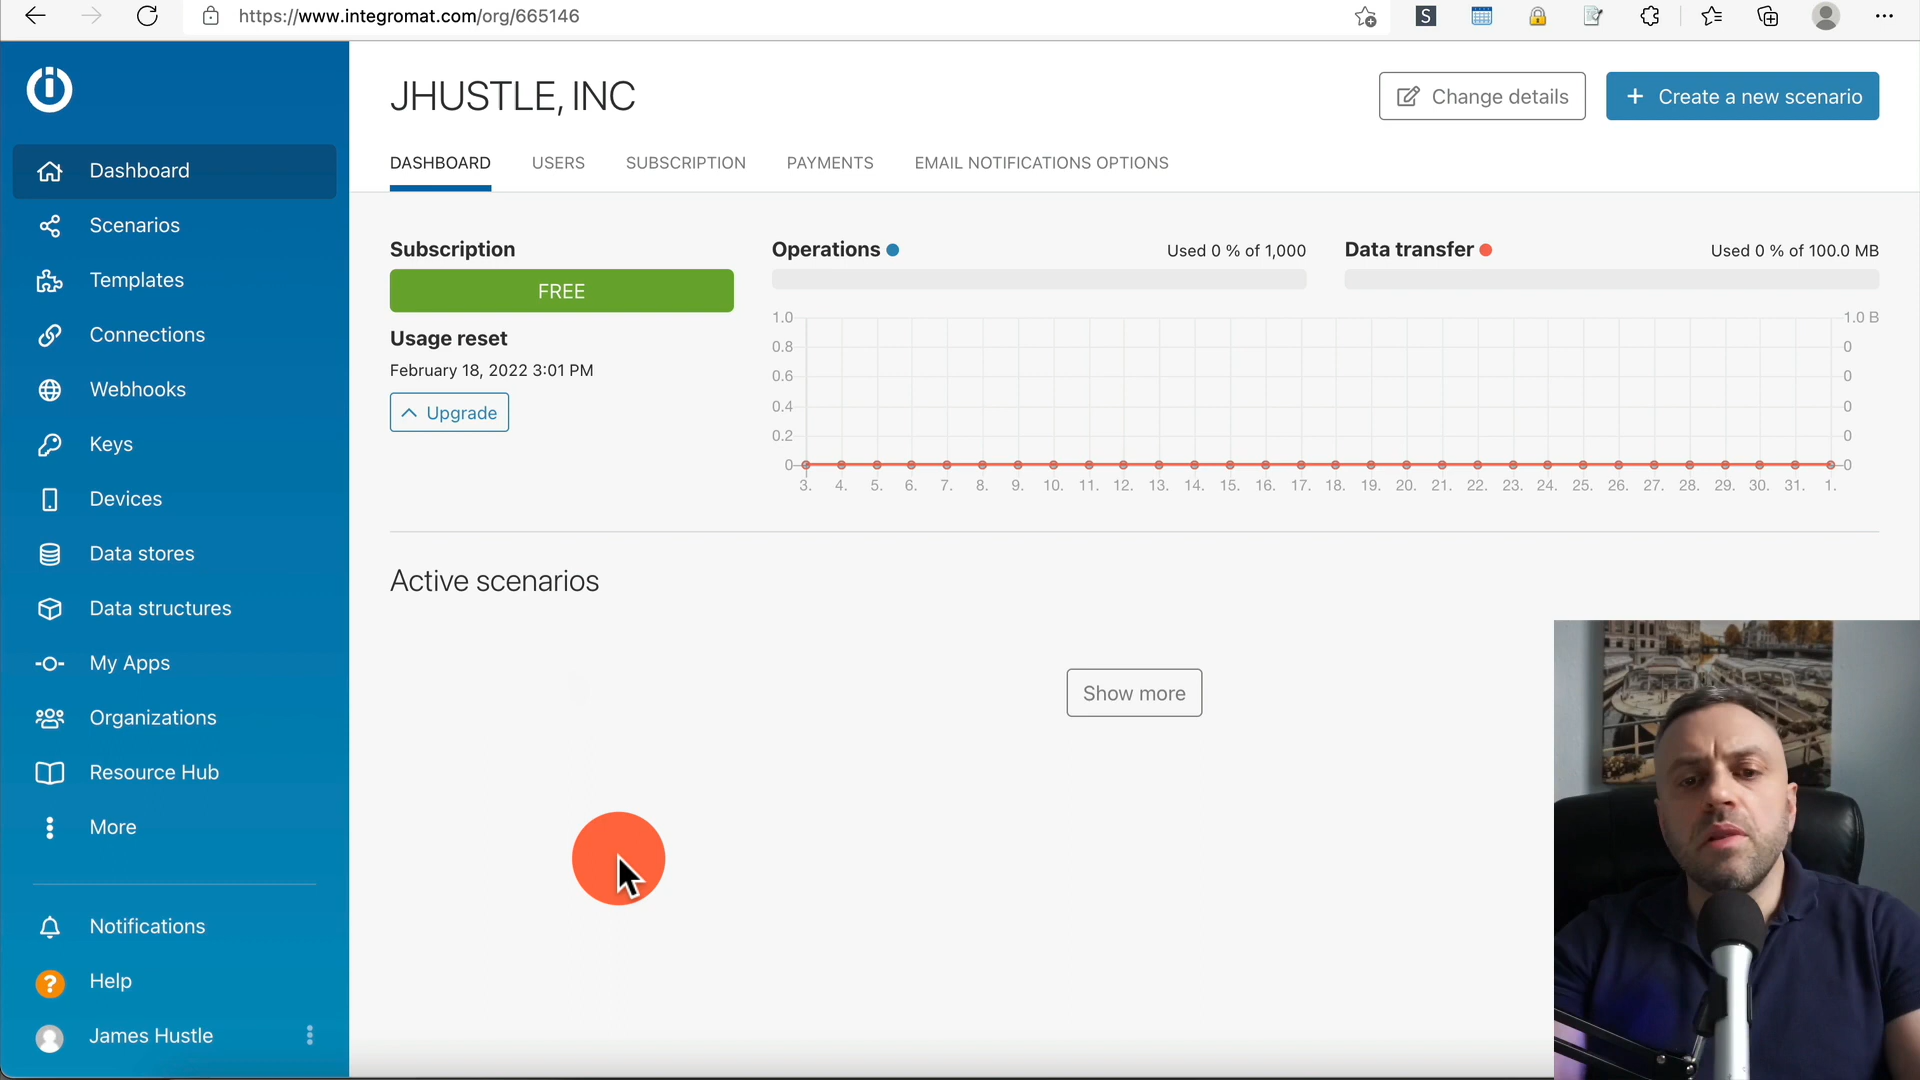 https://www.integromat.com/org/665146
S
JHUSTLE, INC
Change details
+ Create a new scenario
DASHBOARD
USERS
SUBSCRIPTION
PAYMENTS
EMAIL NOTIFICATIONS OPTIONS
Dashboard
Scenarios
Templates
Connections
Webhooks
Keys
Devices
Data stores
Data structures
My Apps
Organizations
Resource Hub
More
Notifications
? Help
James Hustle
Subscription
FREE
Usage reset
February 18, 2022 3:01 PM
Upgrade
Operations
Used 0 % of 1,000
Data transfer
Used 0 % of 100.0 MB
1.0
0.8
0.6
0.4
0.2
0
1.0 B
0
0
0
0
0
3. 4. 5. 6. 7. 8. 9. 10. 11. 12. 13. 14. 15. 16. 17. 18. 19. 20. 21. 22. 23. 24. 25. 26. 27. 28. 29. 30. 31. 1.
Active scenarios
Show more